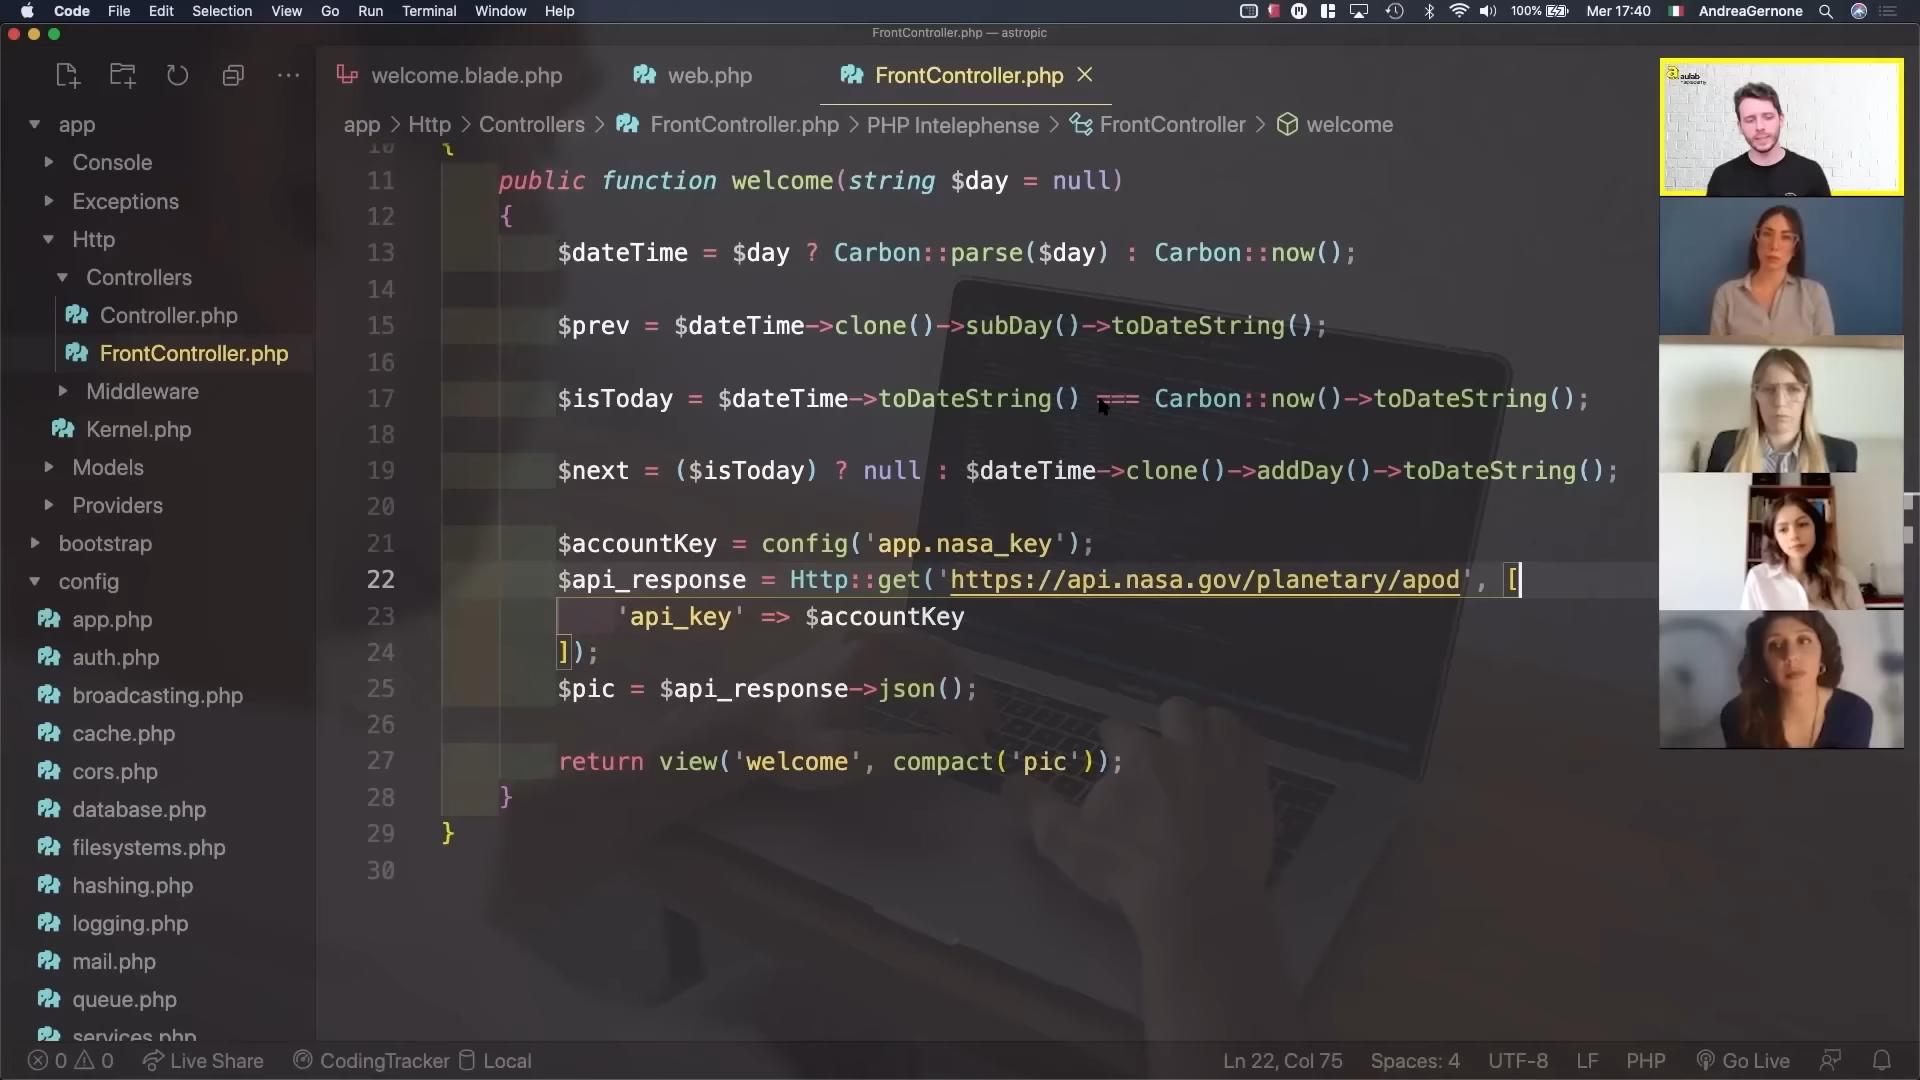 Code File Edit Selection View Go Run Terminal Window Help 100% Mer 17:40 AndreaGernone
FrontController.php — astropic
welcome.blade.php web.php FrontController.php
app > Http > Controllers > FrontController.php > PHP Intelephense > FrontController > welcome
app
Console
Exceptions
Http
Controllers
Controller.php
FrontController.php
Middleware
Kernel.php
Models
Providers
bootstrap
config
app.php
auth.php
broadcasting.php
cache.php
cors.php
database.php
filesystems.php
hashing.php
logging.php
mail.php
queue.php
services.php
10 {
11 public function welcome(string $day = null)
12 {
13 $dateTime = $day ? Carbon::parse($day) : Carbon::now();
14
15 $prev = $dateTime->clone()->subDay()->toDateString();
16
17 $isToday = $dateTime->toDateString() === Carbon::now()->toDateString();
18
19 $next = ($isToday) ? null : $dateTime->clone()->addDay()->toDateString();
20
21 $accountKey = config('app.nasa_key');
22 $api_response = Http::get('https://api.nasa.gov/planetary/apod', [
23 'api_key' => $accountKey
24 ]);
25 $pic = $api_response->json();
26
27 return view('welcome', compact('pic'));
28 }
29 }
30
a aulab
0 0 Live Share CodingTracker Local Ln 22, Col 75 Spaces: 4 UTF-8 LF PHP Go Live